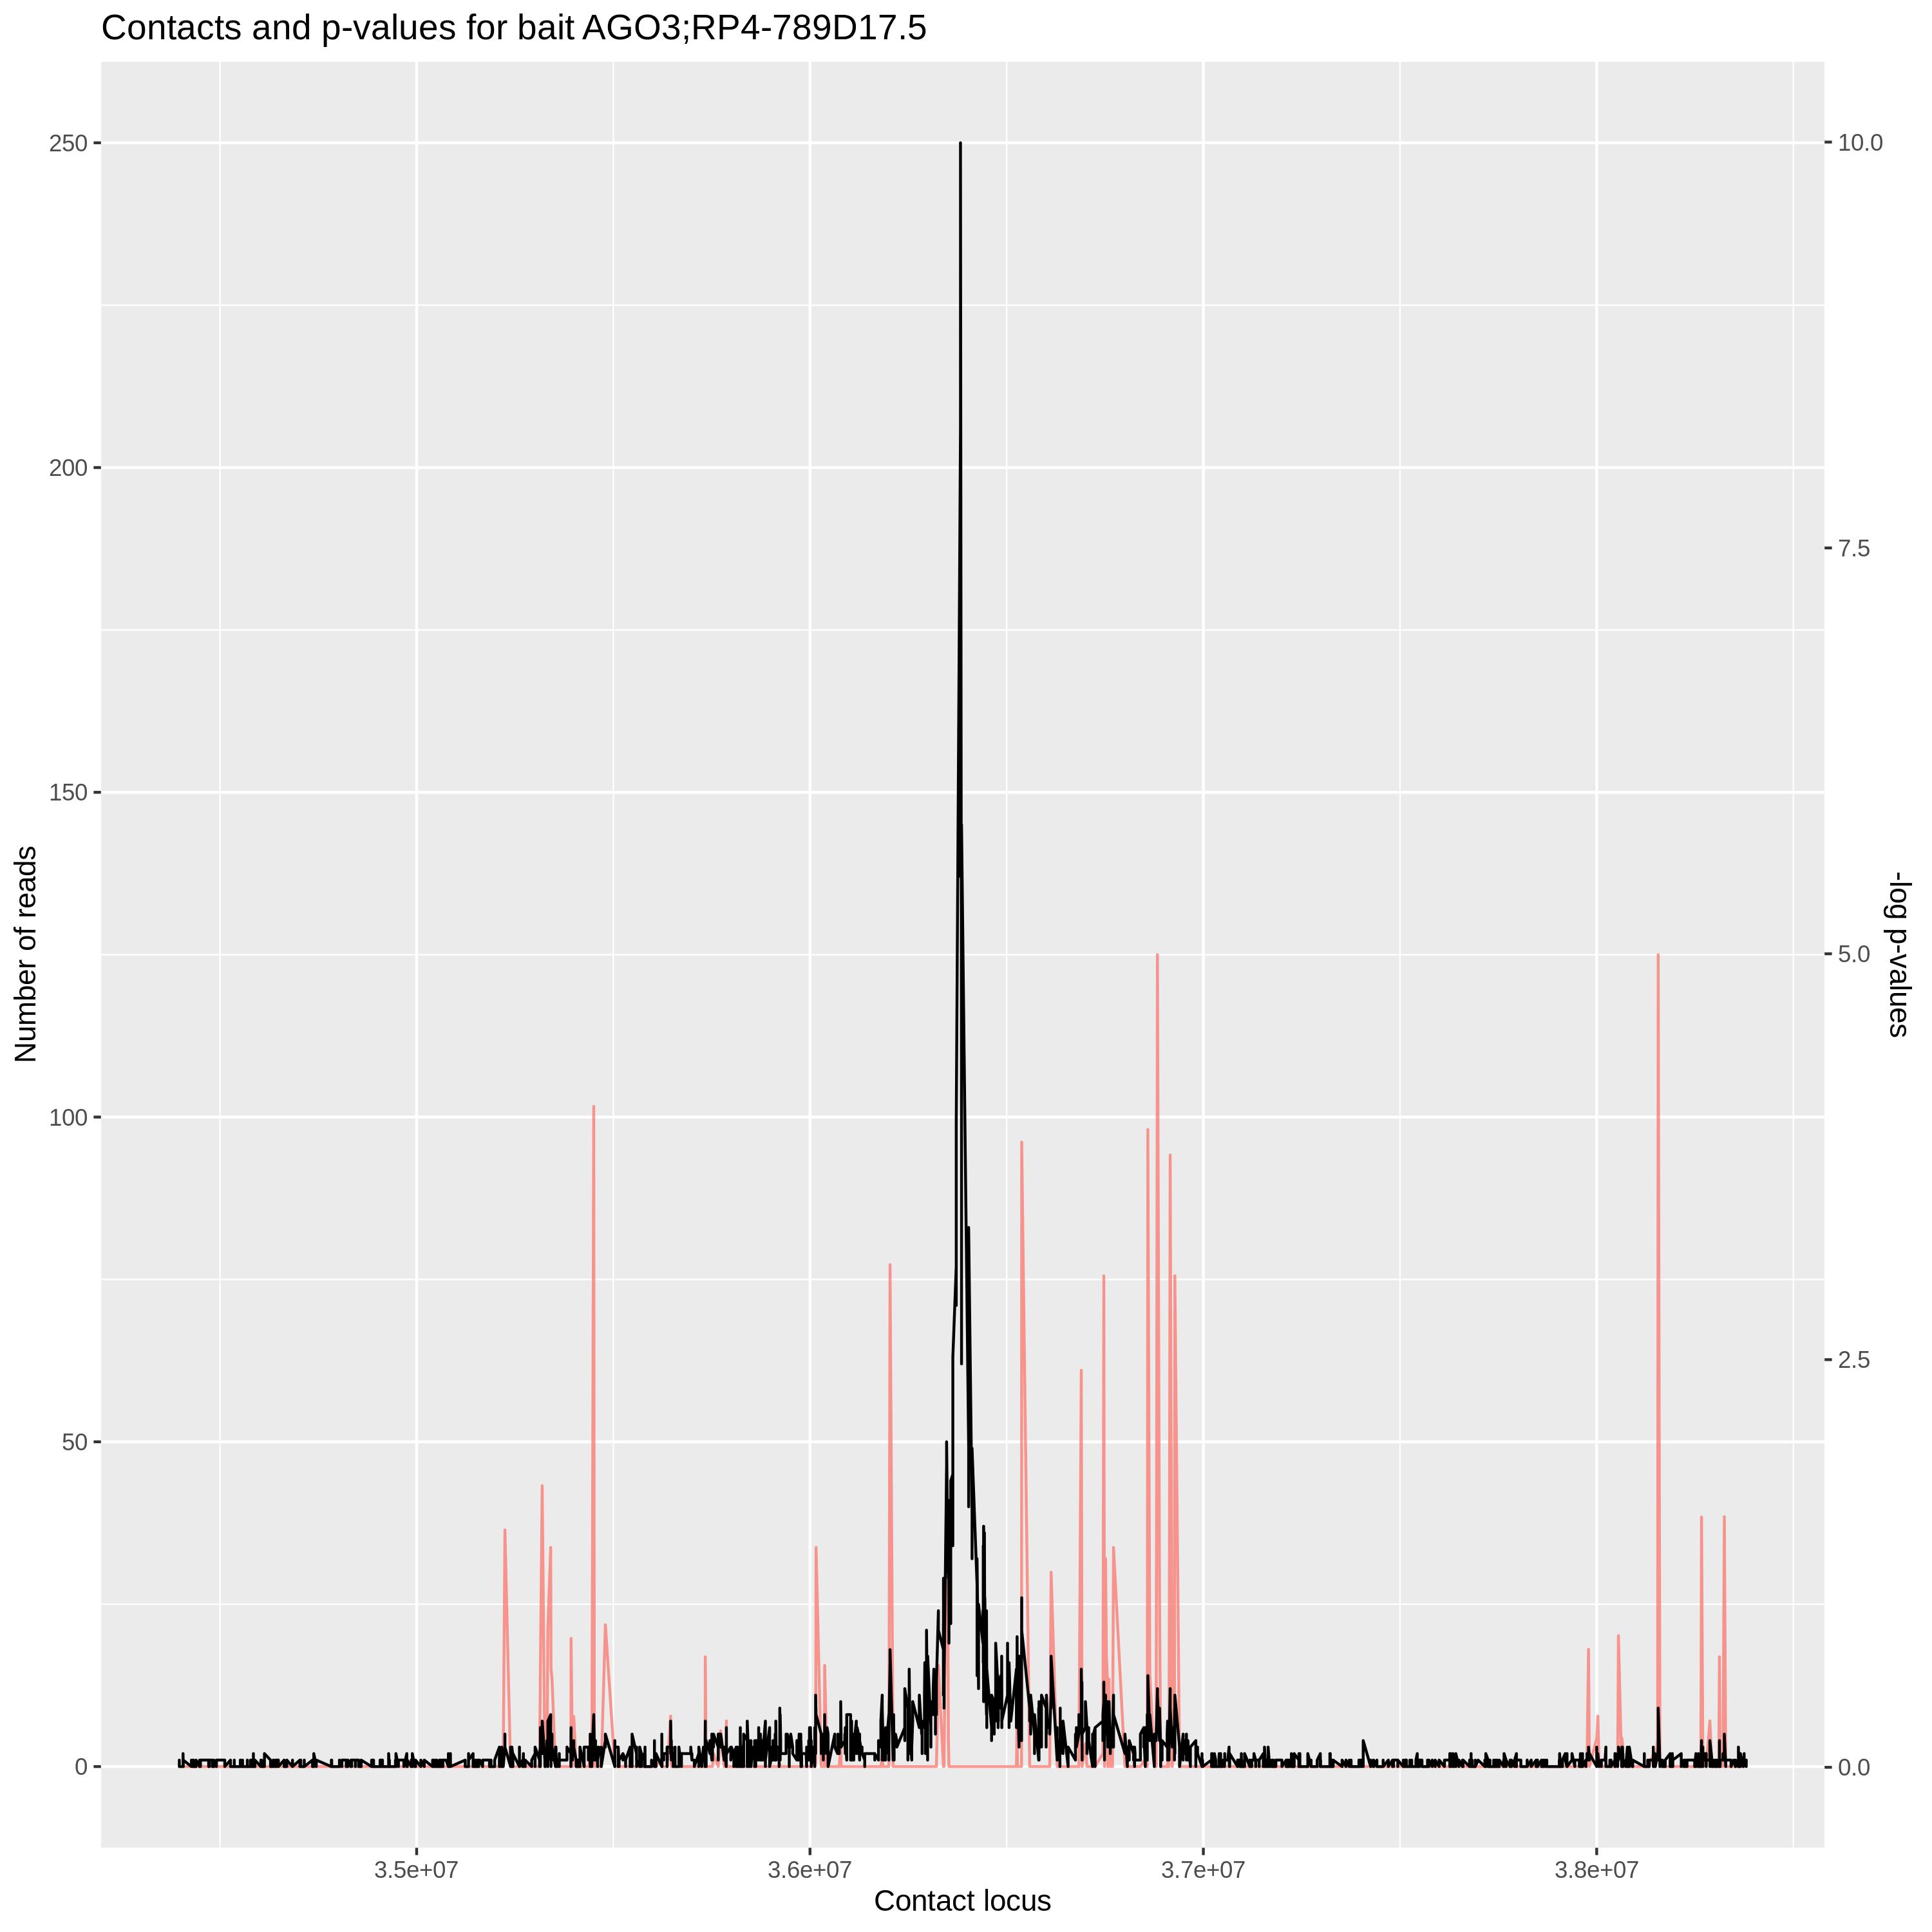 Contacts and p-values for bait AGO3;RP4-789D17.5
250
200
150
100
50
0
Number of reads
10.0
7.5
5.0
2.5
0.0
-log p-values
3.5e+07
3.6e+07
3.7e+07
3.8e+07
Contact locus